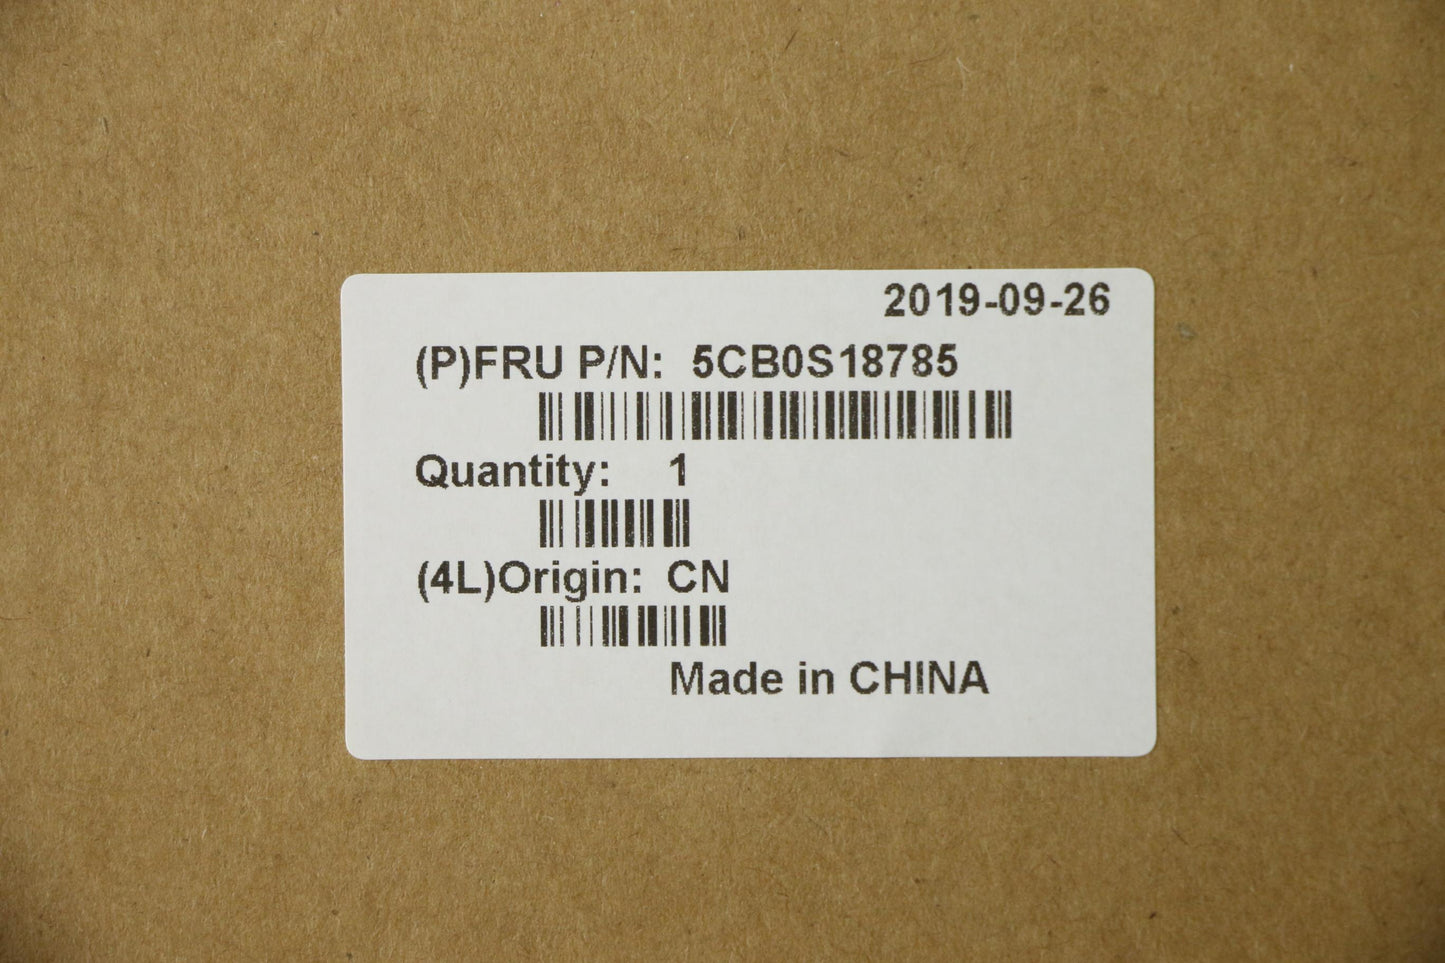 2019-09-26
(P)FRU P/N: 5CB0S18785
Quantity: 1
(4L)Origin: CN
Made in CHINA